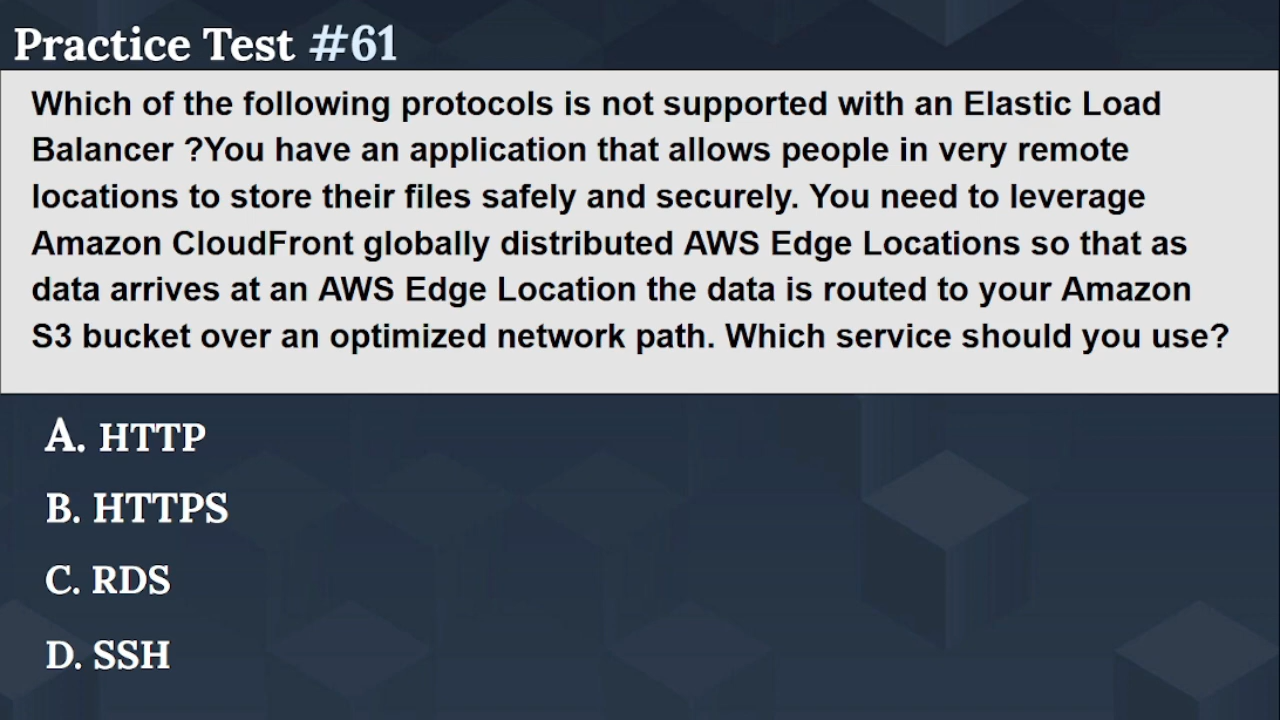 Practice Test #61
Which of the following protocols is not supported with an Elastic Load
Balancer ?You have an application that allows people in very remote
locations to store their files safely and securely. You need to leverage
Amazon CloudFront globally distributed AWS Edge Locations so that as
data arrives at an AWS Edge Location the data is routed to your Amazon
S3 bucket over an optimized network path. Which service should you use?
A. HTTP
B. HTTPS
C. RDS
D. SSH